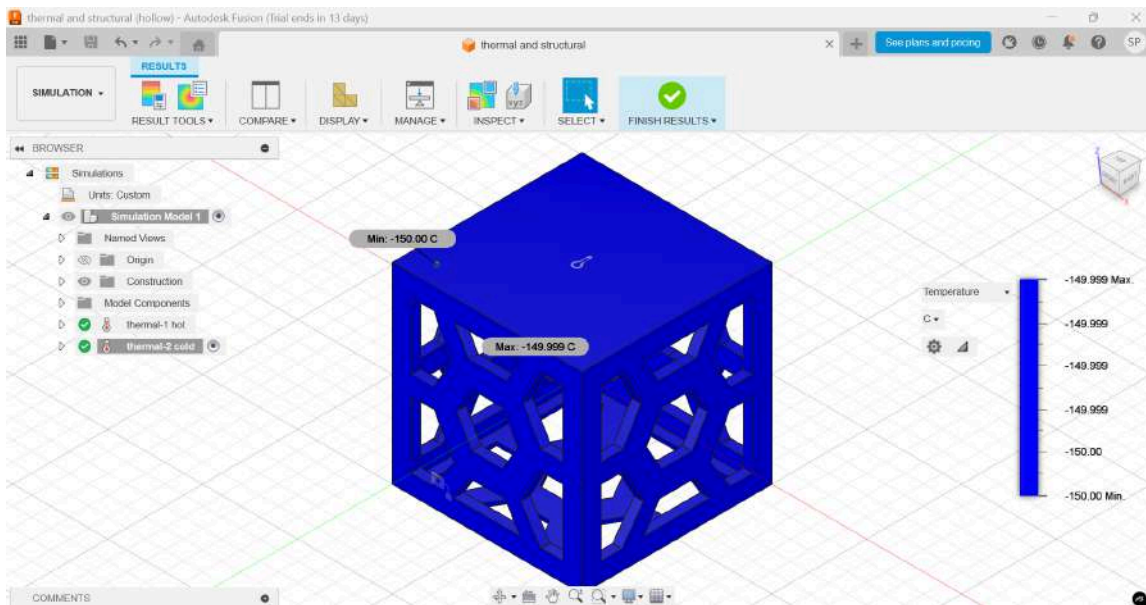 thermal and structural (hollow) - Autodesk Fusion (Trial ends in 13 days)
thermal and structural
See plans and pricing
SP
RESULTS
SIMULATION
RESULT TOOLS
COMPARE
DISPLAY
MANAGE
INSPECT
SELECT
FINISH RESULTS
BROWSER
Simulations
Units: Custom
Simulation Model 1
Named Views
Origin
Construction
Model Components
thermal-1 hot
thermal-2 cold
Min: -150.00 C
Max: -149.999 C
Z
Temperature
C
-149.999 Max.
-149.999
-149.999
-149.999
-150.00
-150.00 Min.
COMMENTS